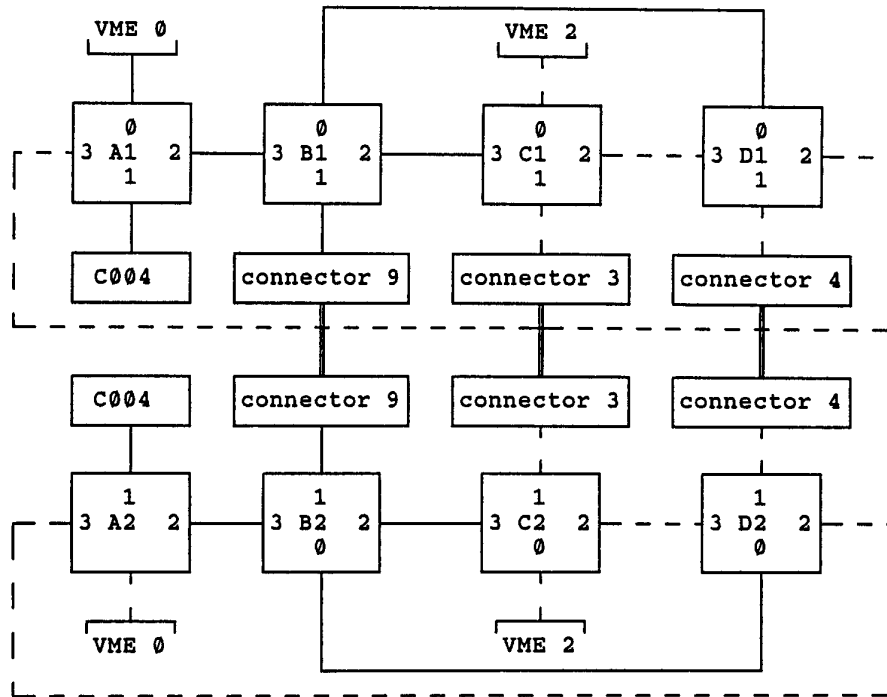 VME Ø VME 2
Ø Ø Ø Ø
3 A1 2 3 B1 2 3 C1 2 3 D1 2
1 1 1 1
CØØ4 connector 9 connector 3 connector 4
CØØ4 connector 9 connector 3 connector 4
1 1 1 1
3 A2 2 3 B2 2 3 C2 2 3 D2 2
Ø Ø Ø
VME Ø VME 2